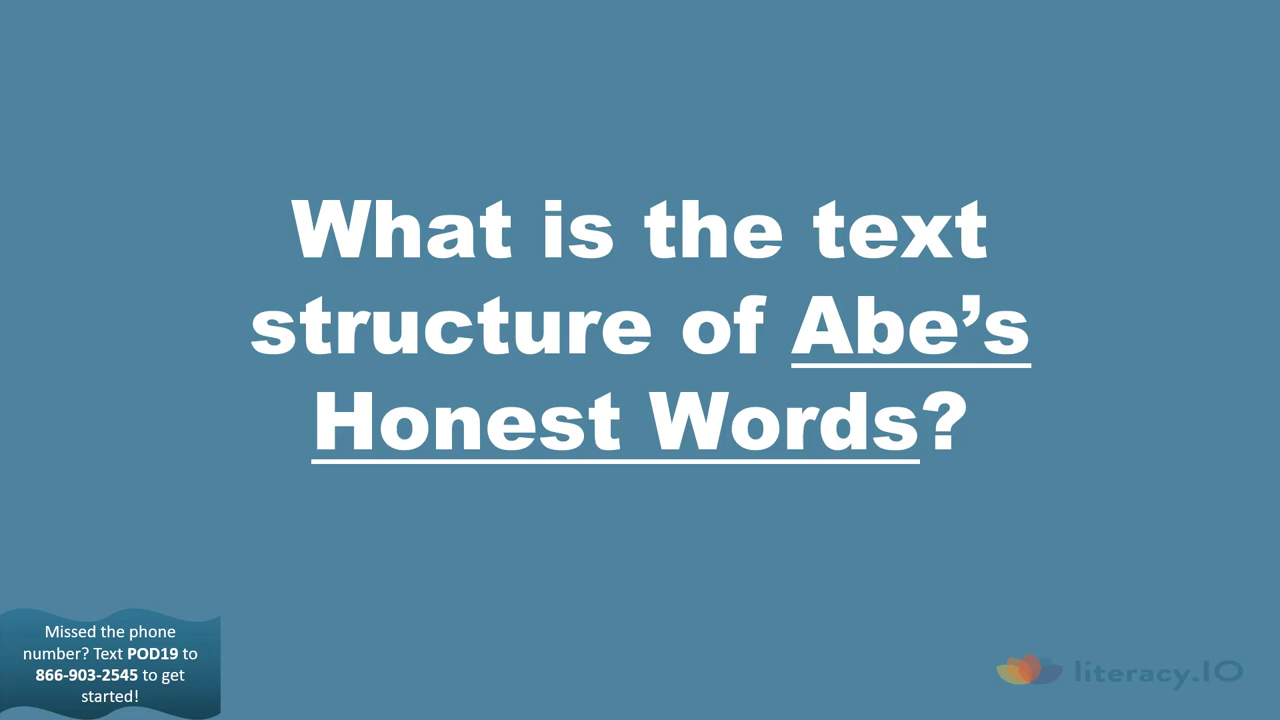 What is the text
structure of Abe’s
Honest Words?
Missed the phone
number? Text POD19 to
866-903-2545 to get
started!
literacy.IO